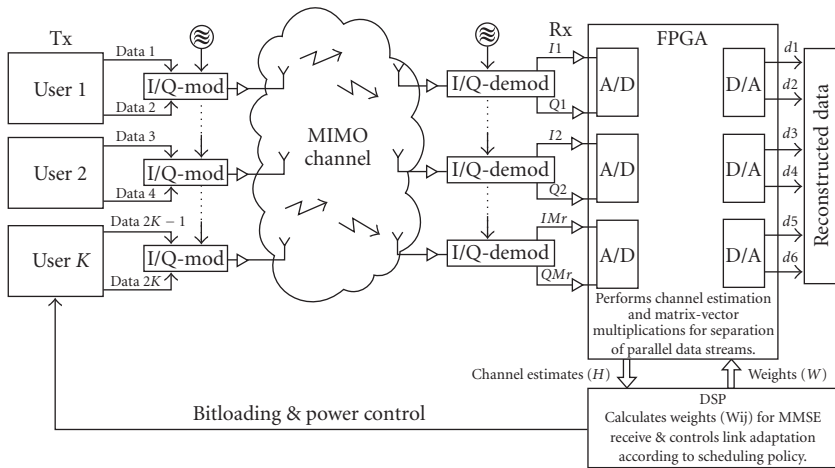 Tx
User 1
Data 1
Data 2
I/Q-mod
User 2
Data 3
Data 4
I/Q-mod
User K
Data 2K − 1
Data 2K
I/Q-mod
MIMO
channel
Rx
I/Q-demod
I1
Q1
I/Q-demod
I2
Q2
I/Q-demod
IMr
QMr
FPGA
A/D
D/A
A/D
D/A
A/D
D/A
Performs channel estimation
and matrix-vector
multiplications for separation
of parallel data streams.
d1
d2
d3
d4
d5
d6
Reconstructed data
Channel estimates (H)
Weights (W)
DSP
Calculates weights (Wij) for MMSE
receive & controls link adaptation
according to scheduling policy.
Bitloading & power control